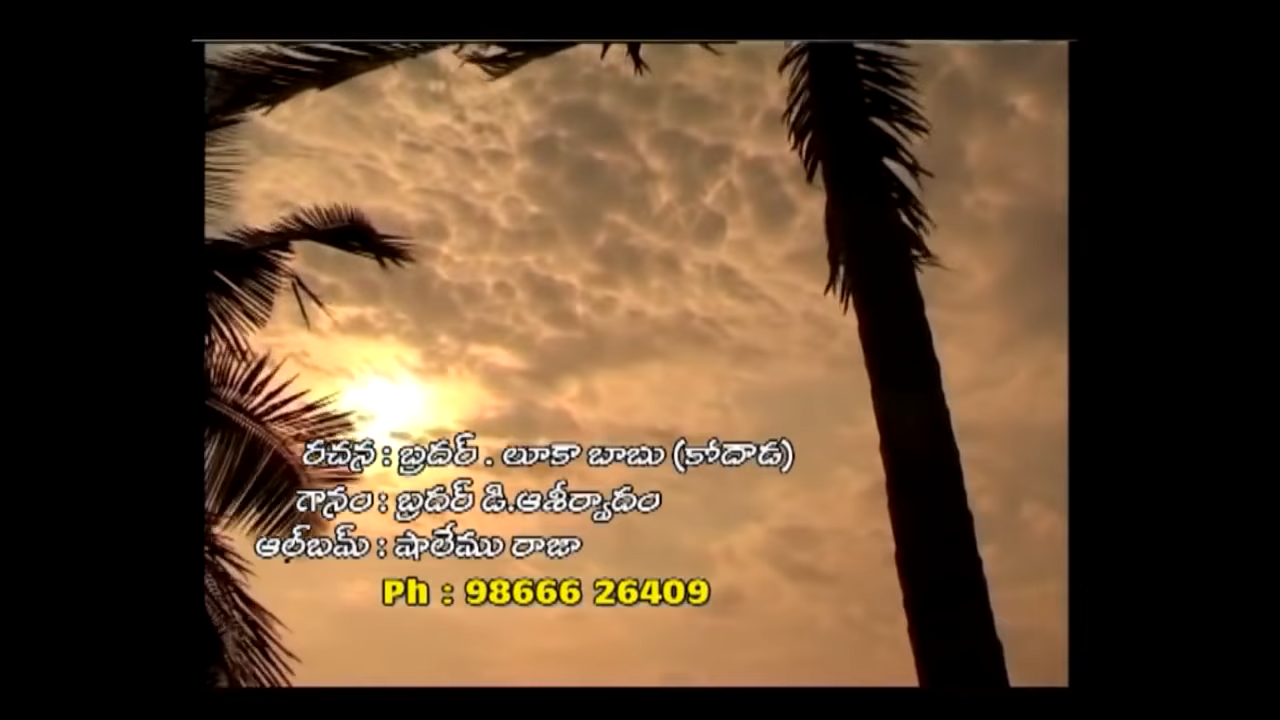 రచన : బ్రదర్ . లూకా బాబు (కోదాడ)
గానం : బ్రదర్ డి.ఆశీర్వాదం
ఆల్బమ్ : షాలేము రాజా
Ph : 98666 26409